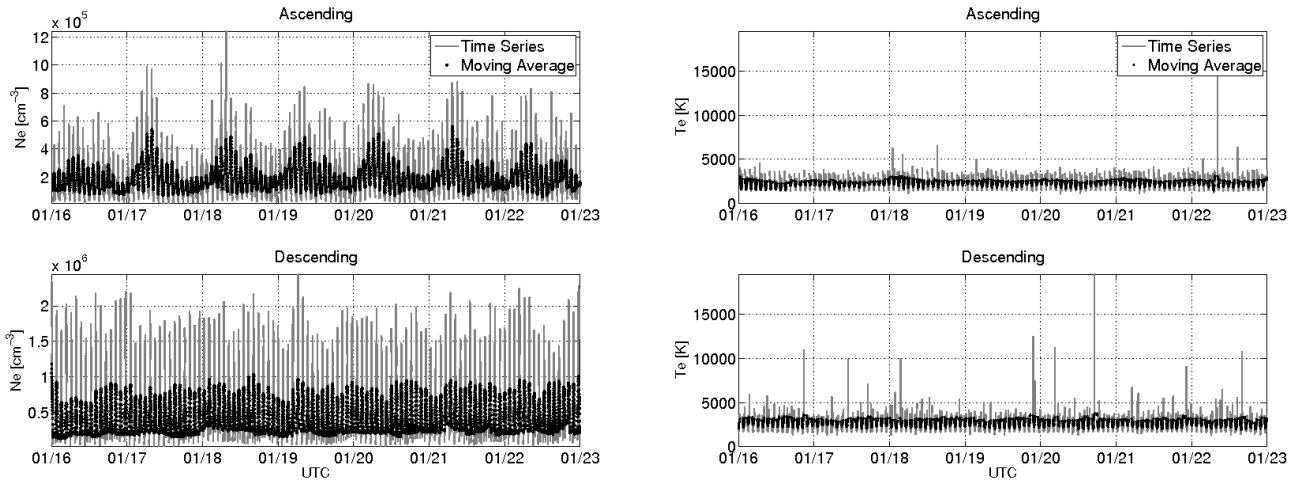 Ascending
× 10⁵
Ne [cm⁻³]
12
10
8
6
4
2
Time Series
Moving Average
01/16 01/17 01/18 01/19 01/20 01/21 01/22 01/23
Ascending
Te [K]
15000
10000
5000
0
Time Series
Moving Average
01/16 01/17 01/18 01/19 01/20 01/21 01/22 01/23
Descending
× 10⁶
Ne [cm⁻³]
2
1.5
1
0.5
01/16 01/17 01/18 01/19 01/20 01/21 01/22 01/23
UTC
Descending
Te [K]
15000
10000
5000
0
01/16 01/17 01/18 01/19 01/20 01/21 01/22 01/23
UTC